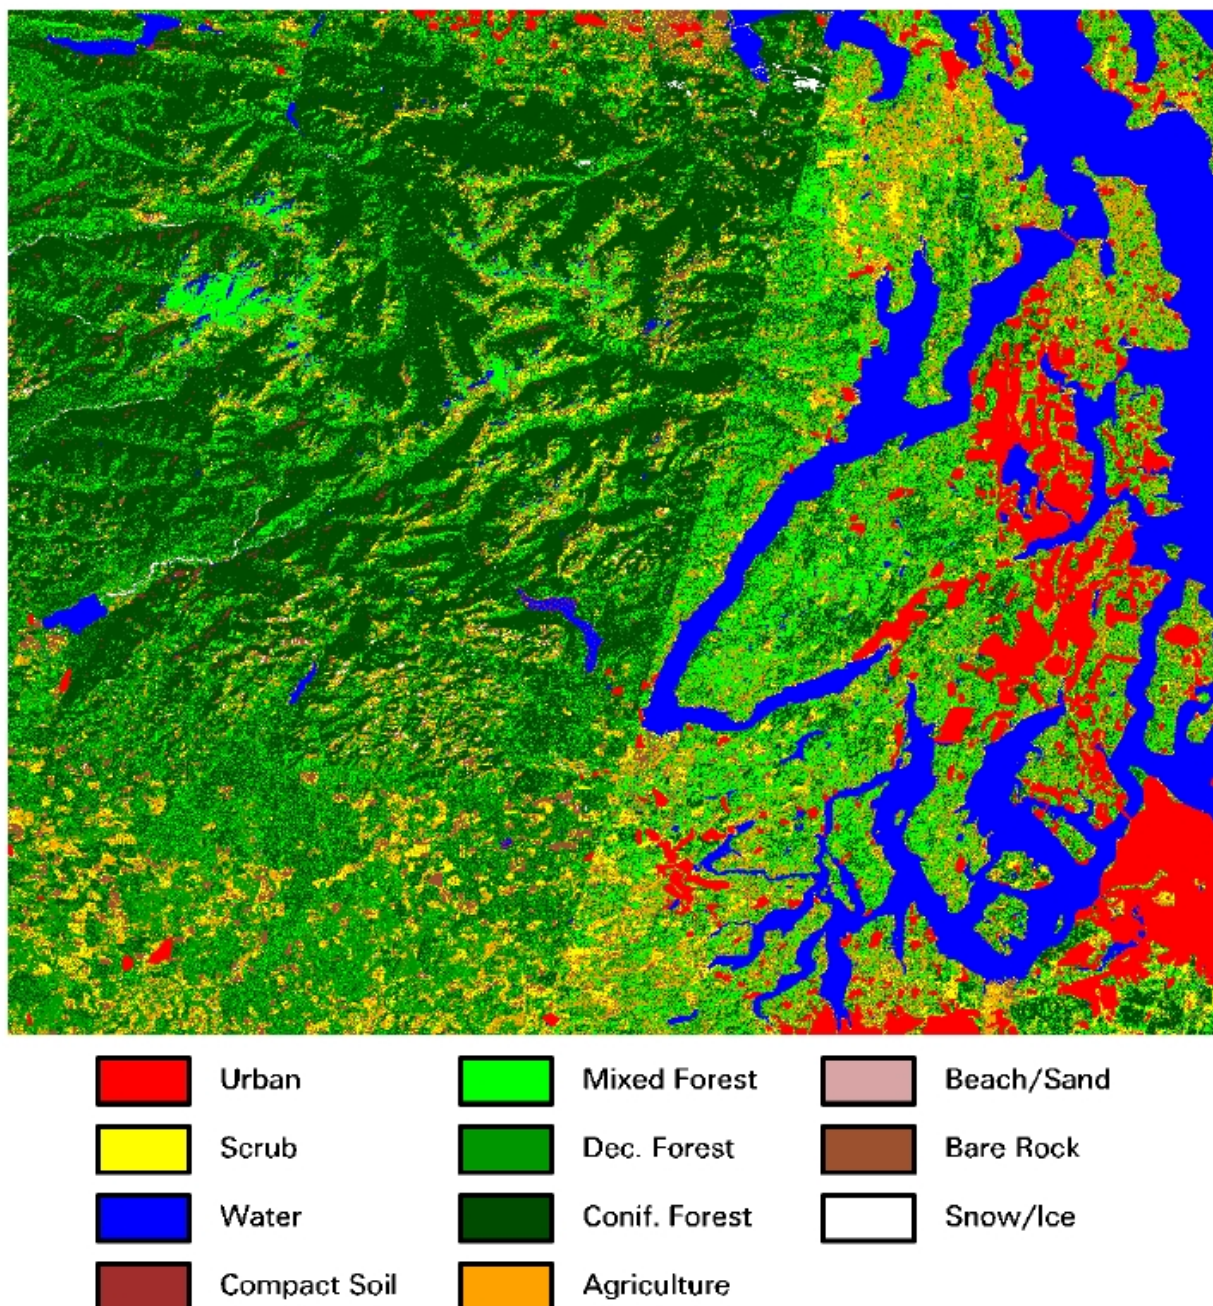 Urban
Mixed Forest
Beach/Sand
Scrub
Dec. Forest
Bare Rock
Water
Conif. Forest
Snow/Ice
Compact Soil
Agriculture